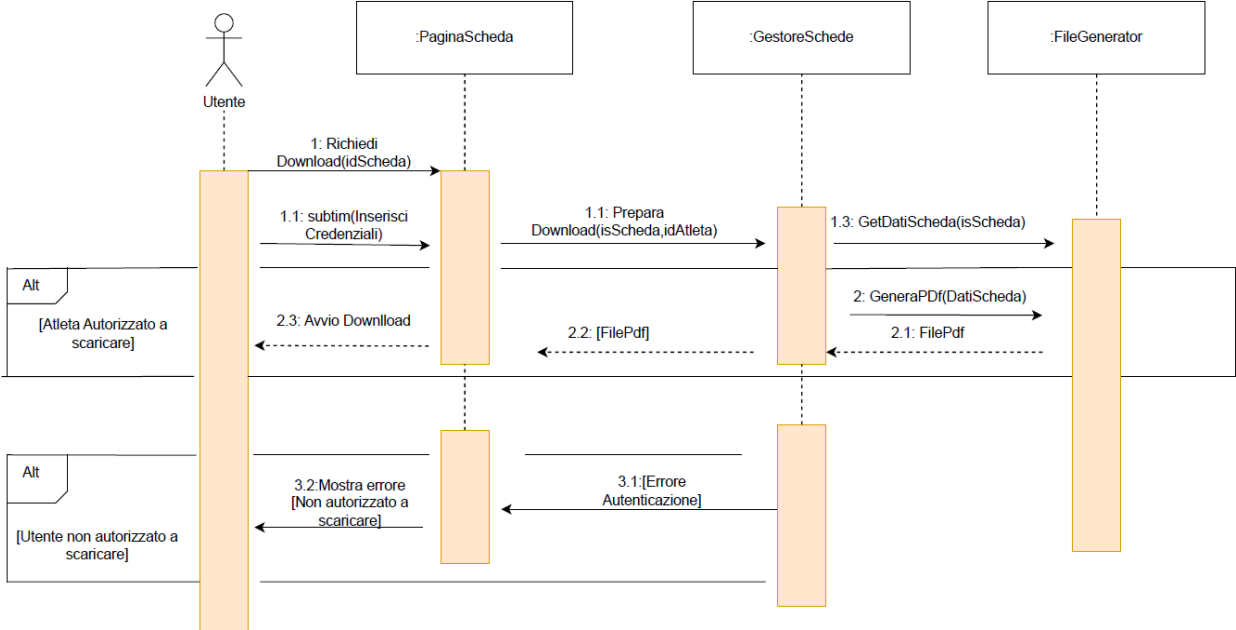 :PaginaScheda
:GestoreSchede
:FileGenerator
Utente
1: Richiedi
Download(idScheda)
1.1: subtim(Inserisci
Credenziali)
1.1: Prepara
Download(isScheda,idAtleta)
1.3: GetDatiScheda(isScheda)
Alt
[Atleta Autorizzato a
scaricare]
2: GeneraPDf(DatiScheda)
2.3: Avvio Downlload
2.2: [FilePdf]
2.1: FilePdf
Alt
[Utente non autorizzato a
scaricare]
3.2:Mostra errore
[Non autorizzato a
scaricare]
3.1:[Errore
Autenticazione]